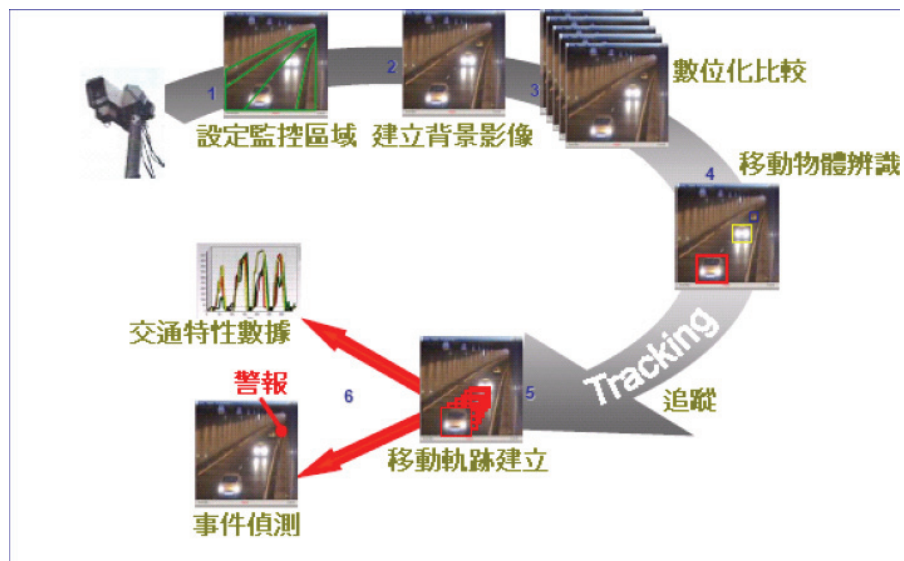 1
設定監控區域
2
建立背景影像
3
數位化比較
4
移動物體辨識
Tracking
追蹤
5
移動軌跡建立
6
交通特性數據
警報
事件偵測